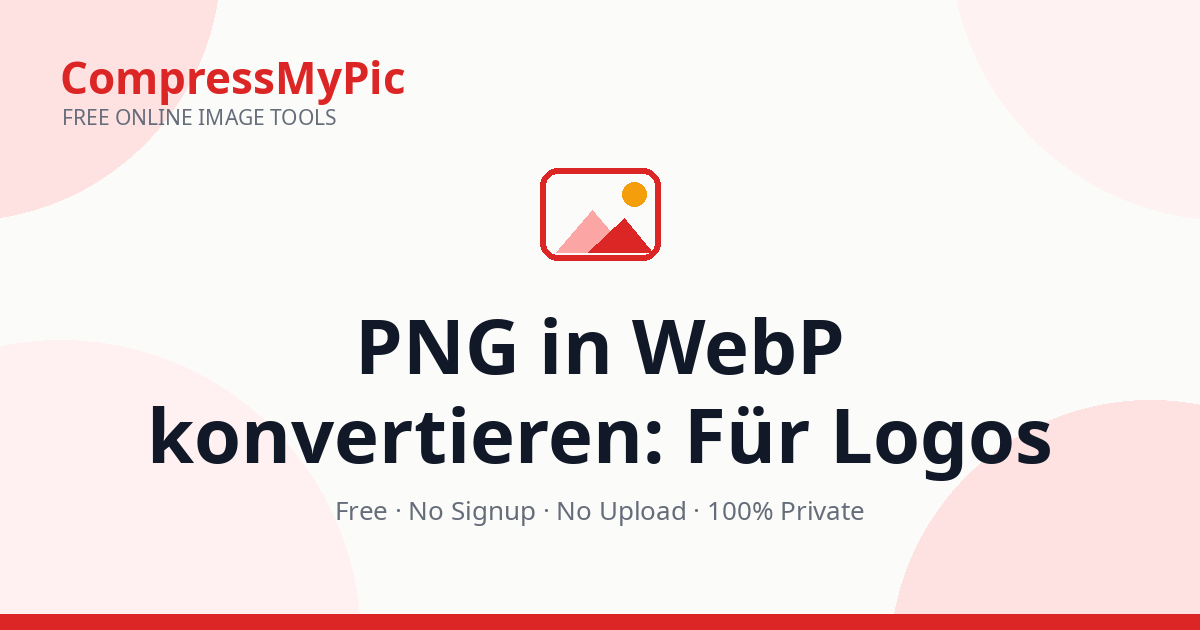 CompressMyPic
FREE ONLINE IMAGE TOOLS
PNG in WebP
konvertieren: Für Logos
Free · No Signup · No Upload · 100% Private